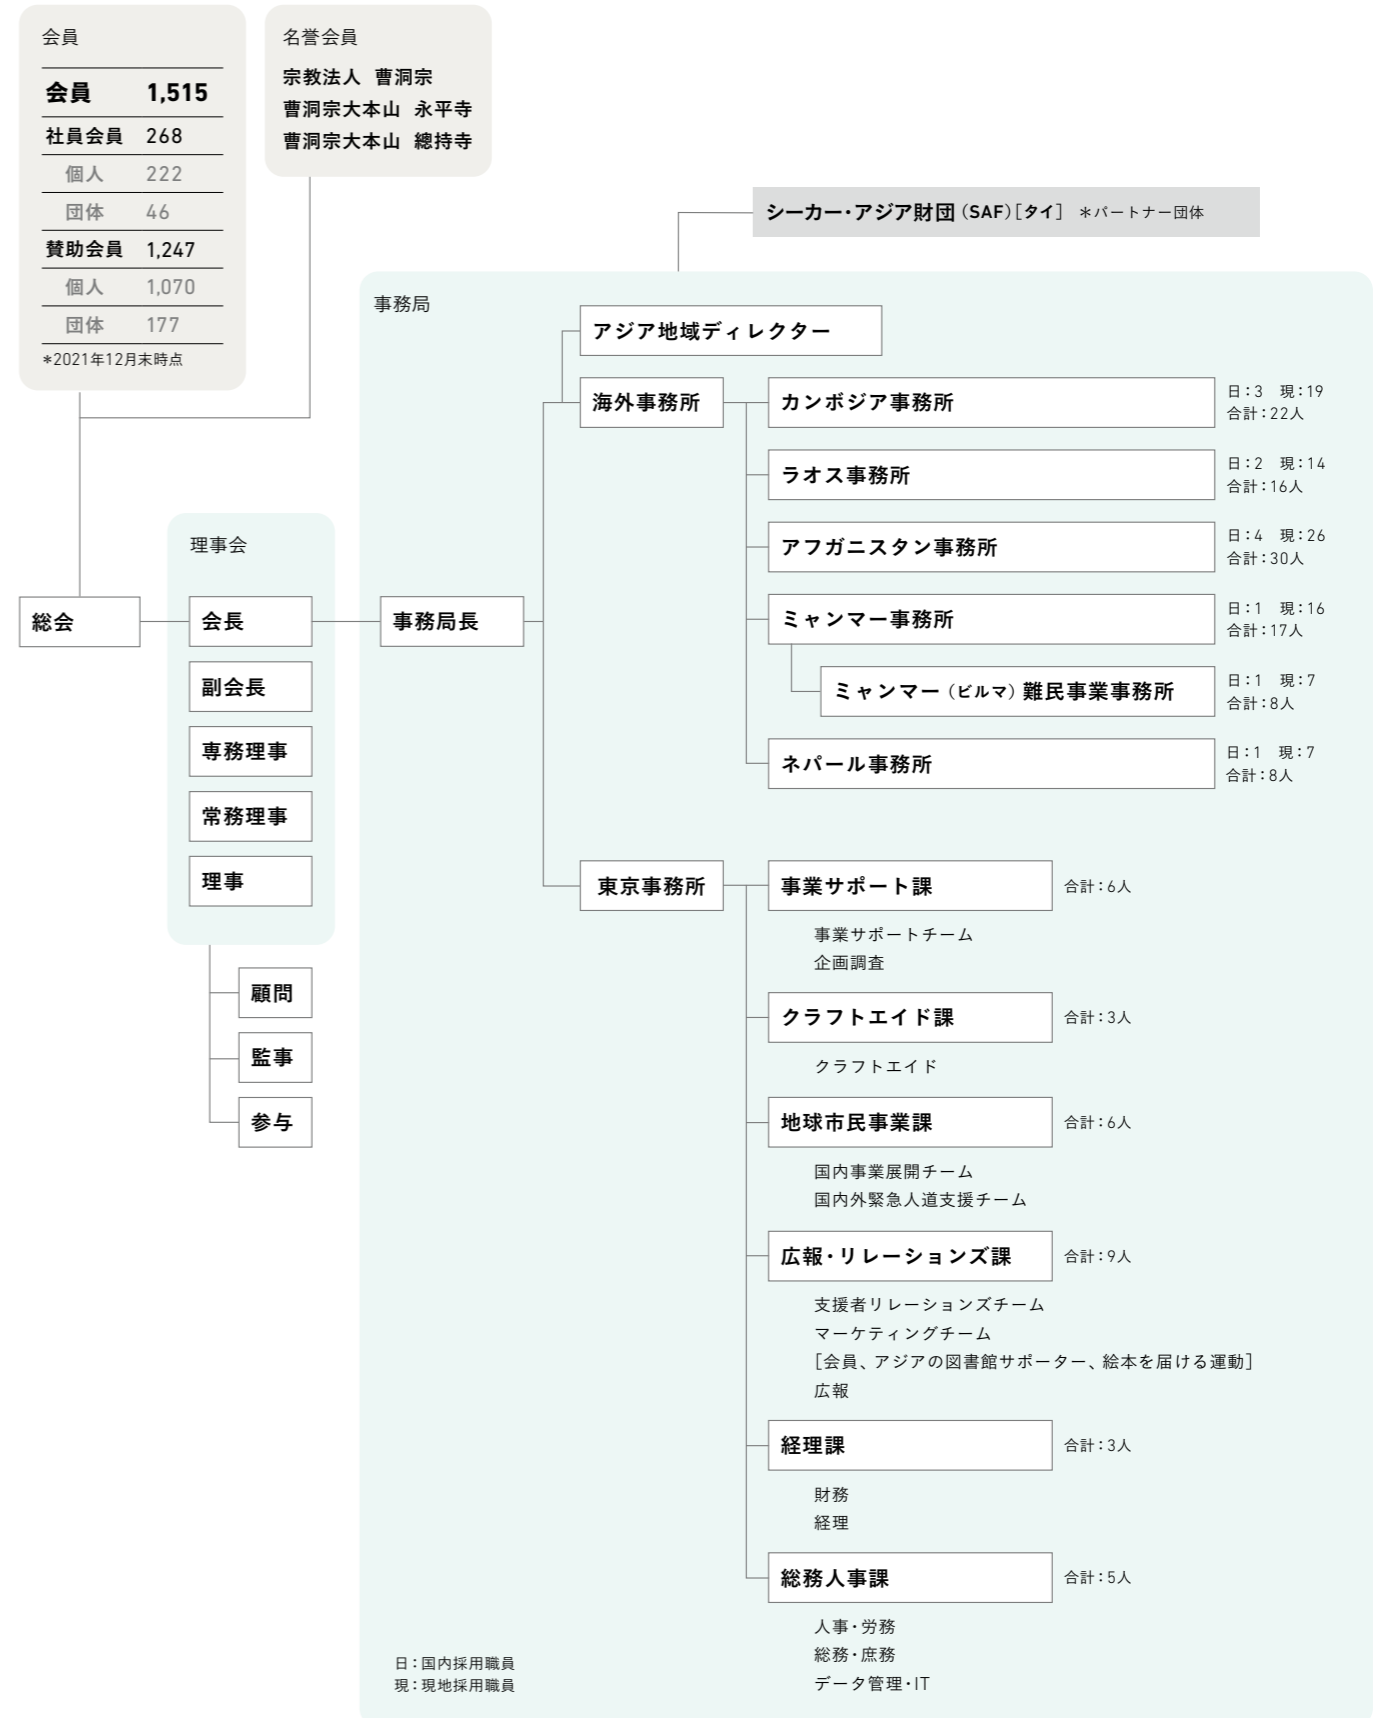 会員
会員 1,515
社員会員 268
個人 222
団体 46
賛助会員 1,247
個人 1,070
団体 177
*2021年12月末時点
名誉会員
宗教法人 曹洞宗
曹洞宗大本山 永平寺
曹洞宗大本山 總持寺
シーカー・アジア財団(SAF)[タイ] *パートナー団体
総会
理事会
会長
副会長
専務理事
常務理事
理事
顧問
監事
参与
事務局
事務局長
アジア地域ディレクター
海外事務所
カンボジア事務所
日:3 現:19
合計:22人
ラオス事務所
日:2 現:14
合計:16人
アフガニスタン事務所
日:4 現:26
合計:30人
ミャンマー事務所
日:1 現:16
合計:17人
ミャンマー(ビルマ)難民事業事務所
日:1 現:7
合計:8人
ネパール事務所
日:1 現:7
合計:8人
東京事務所
事業サポート課 合計:6人
事業サポートチーム
企画調査
クラフトエイド課 合計:3人
クラフトエイド
地球市民事業課 合計:6人
国内事業展開チーム
国内外緊急人道支援チーム
広報・リレーションズ課 合計:9人
支援者リレーションズチーム
マーケティングチーム
[会員、アジアの図書館サポーター、絵本を届ける運動]
広報
経理課 合計:3人
財務
経理
総務人事課 合計:5人
人事・労務
総務・庶務
データ管理・IT
日:国内採用職員
現:現地採用職員